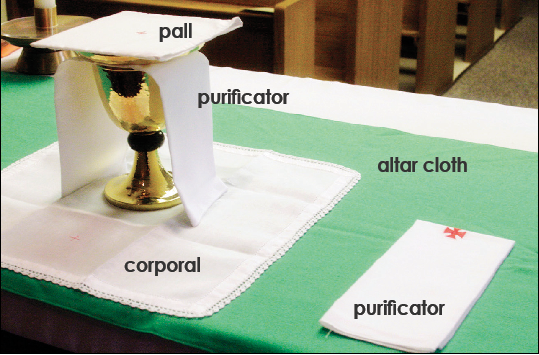 pall
purificator
altar cloth
corporal
purificator